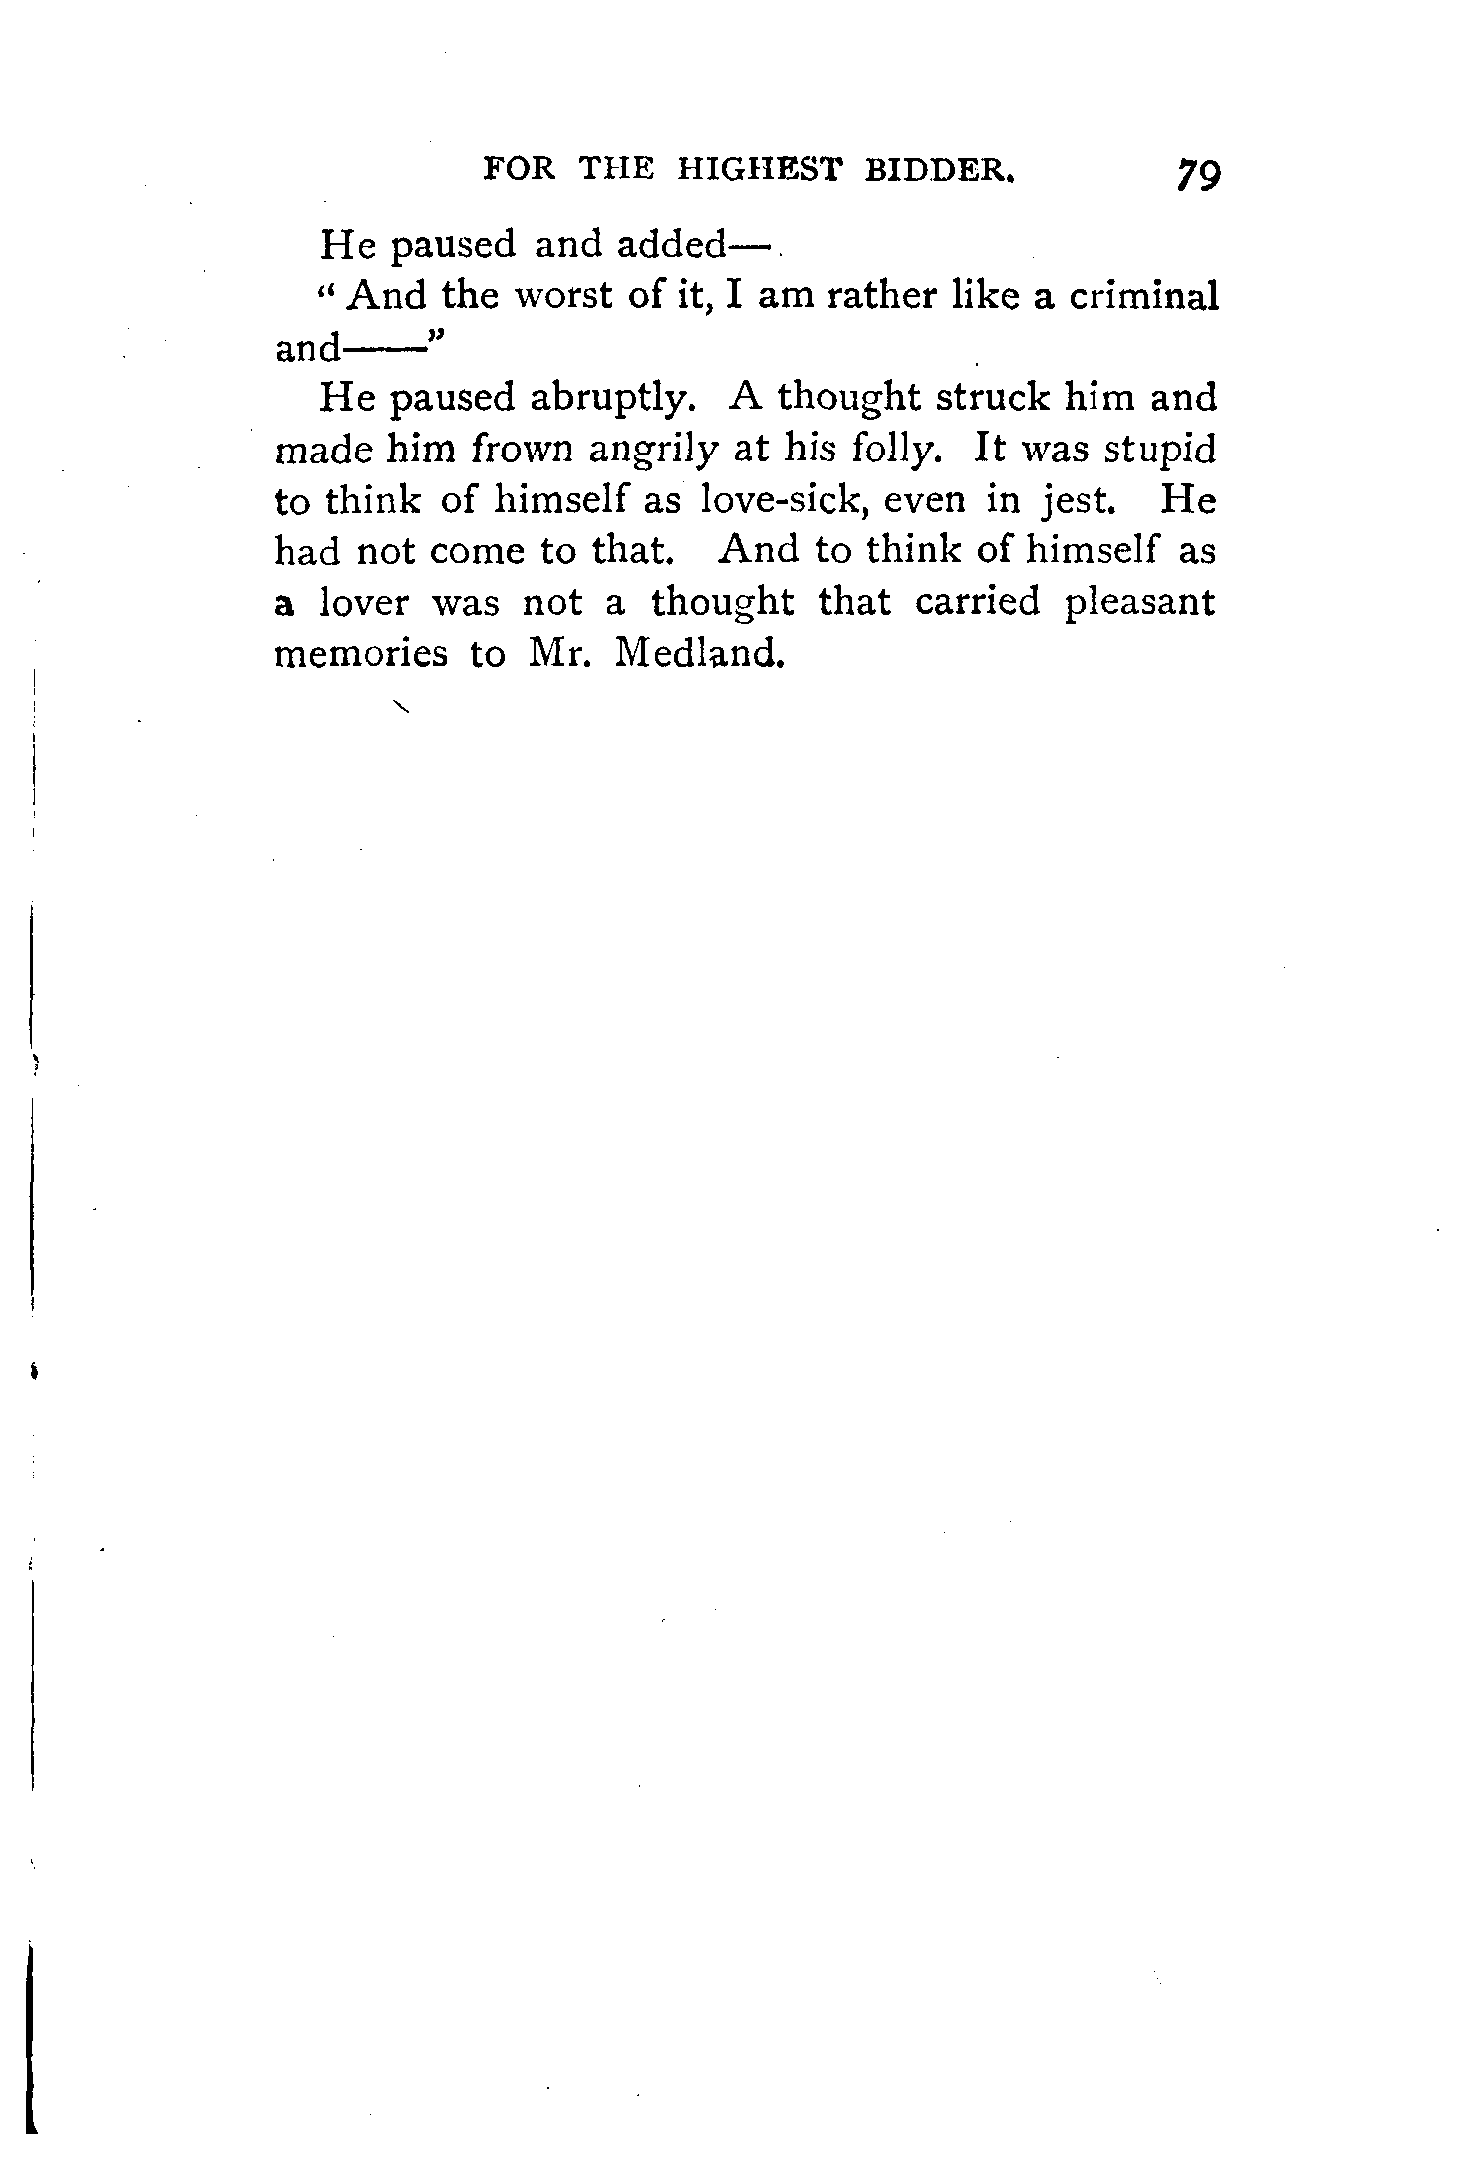 FOR THE HIGHEST BIDDER. 79
He paused and added—
“ And the worst of it, I am rather like a criminal
and——”
He paused abruptly. A thought struck him and
made him frown angrily at his folly. It was stupid
to think of himself as love-sick, even in jest. He
had not come to that. And to think of himself as
a lover was not a thought that carried pleasant
memories to Mr. Medland.